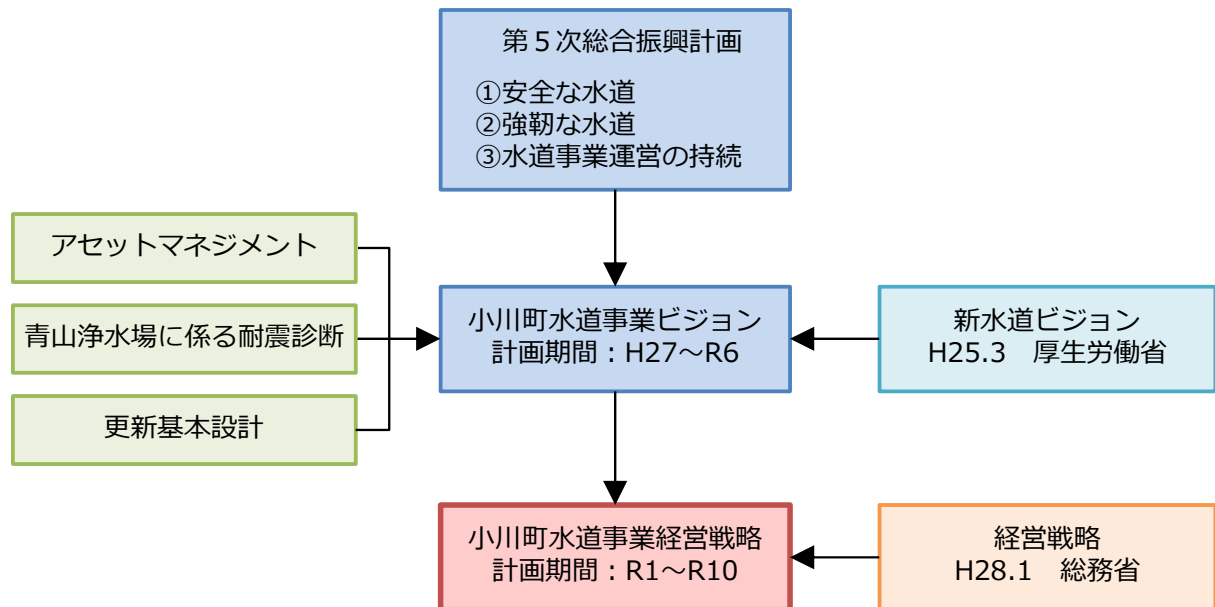 第５次総合振興計画
①安全な水道
②強靭な水道
③水道事業運営の持続
アセットマネジメント
青山浄水場に係る耐震診断
更新基本設計
小川町水道事業ビジョン
計画期間：H27～R6
新水道ビジョン
H25.3　厚生労働省
小川町水道事業経営戦略
計画期間：R1～R10
経営戦略
H28.1　総務省